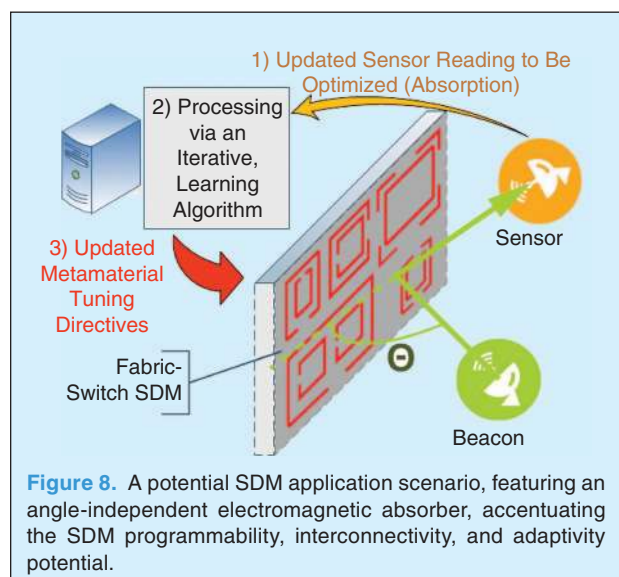 1) Updated Sensor Reading to Be
Optimized (Absorption)
2) Processing
via an
Iterative,
Learning
Algorithm
Sensor
3) Updated
Metamaterial
Tuning
Directives
Fabric-
Switch SDM
Θ
Beacon
Figure 8. A potential SDM application scenario, featuring an
angle-independent electromagnetic absorber, accentuating
the SDM programmability, interconnectivity, and adaptivity
potential.